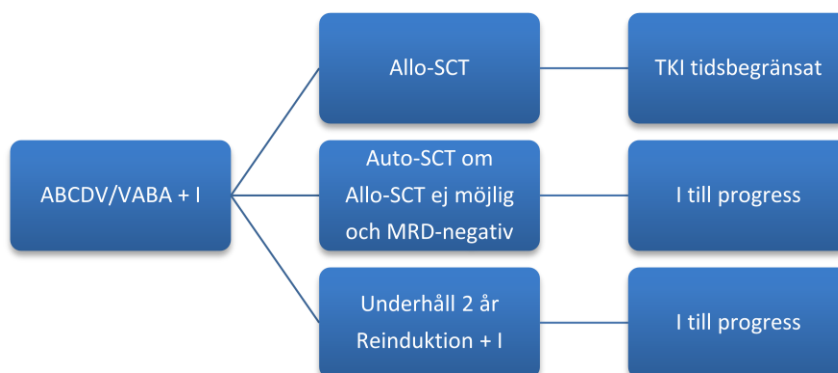 ABCDV/VABA + I
Allo-SCT
TKI tidsbegränsat
Auto-SCT om
Allo-SCT ej möjlig
och MRD-negativ
I till progress
Underhåll 2 år
Reinduktion + I
I till progress